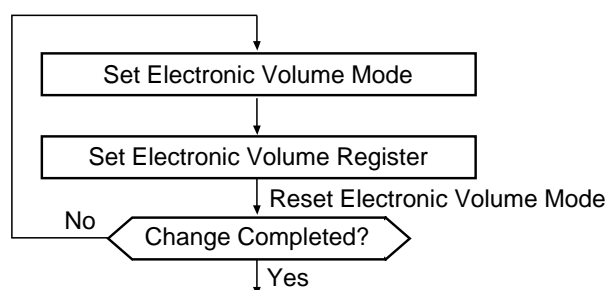 Set Electronic Volume Mode
Set Electronic Volume Register
Reset Electronic Volume Mode
No
Change Completed?
Yes